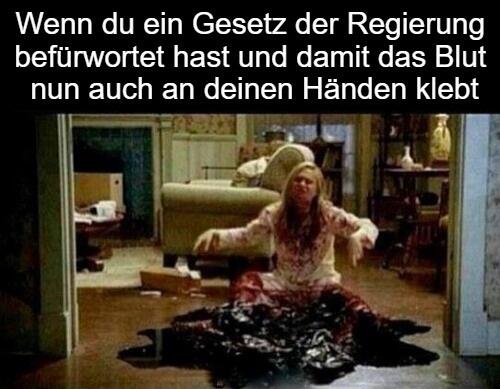 Wenn du ein Gesetz der Regierung
befürwortet hast und damit das Blut
nun auch an deinen Händen klebt